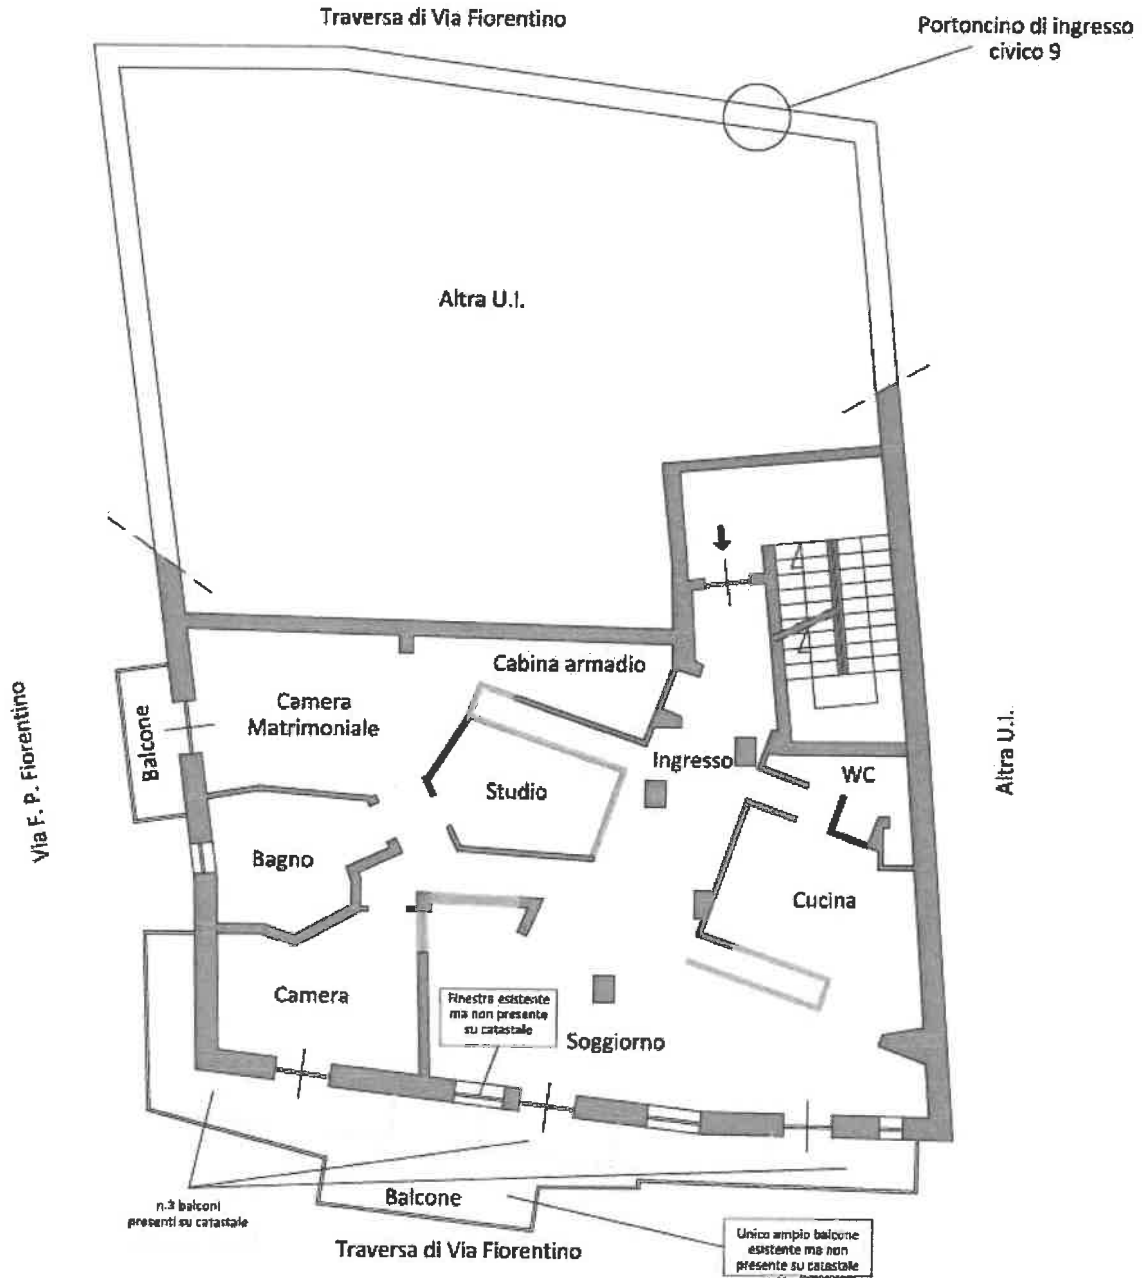 Traversa di Via Fiorentino
Portoncino di ingresso
civico 9
Altra U.I.
Cabina armadio
Camera
Matrimoniale
Balcone
Via F. P. Fiorentino
Ingresso
WC
Altra U.I.
Studio
Bagno
Cucina
Camera
Finestra esistente
ma non presente
su catastale
Soggiorno
n.3 balconi
presenti su catastale
Balcone
Unico ampio balcone
esistente ma non
presente su catastale
Traversa di Via Fiorentino